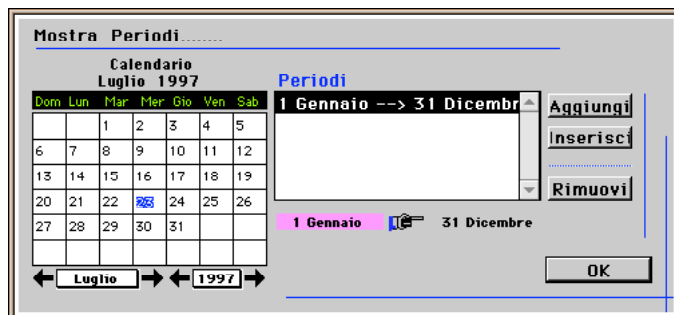 Mostra Periodi........
Calendario
Luglio 1997
Periodi
Dom Lun Mar Mer Gio Ven Sab
1 2 3 4 5
6 7 8 9 10 11 12
13 14 15 16 17 18 19
20 21 22 23 24 25 26
27 28 29 30 31
Luglio 1997
1 Gennaio --> 31 Dicembr
1 Gennaio 31 Dicembre
Aggiungi
Inserisci
Rimuovi
OK